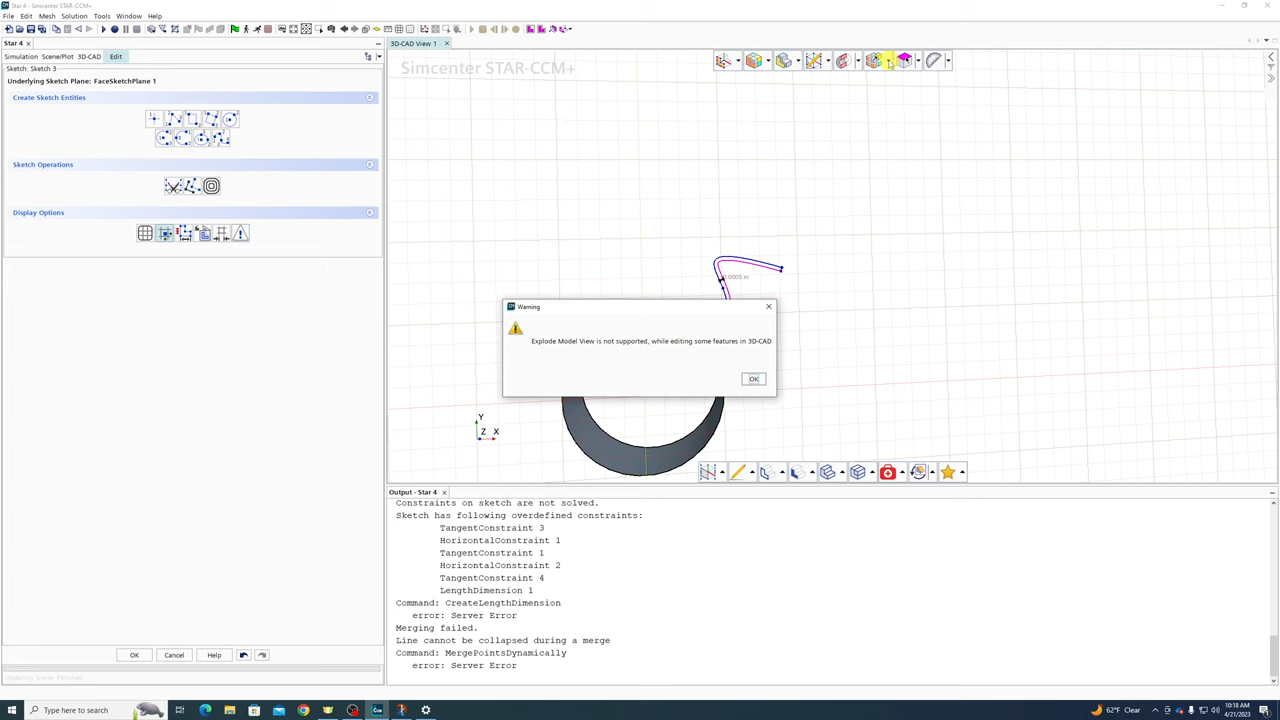 Star 4 - Simcenter STAR-CCM+
File Edit Mesh Solution Tools Window Help
Star 4
3D-CAD View 1
Simulation Scene/Plot 3D-CAD Edit
Sketch: Sketch 3
Underlying Sketch Plane: FaceSketchPlane 1
Create Sketch Entities
Sketch Operations
Display Options
Simcenter STAR-CCM+
0.0005 m
Warning
Explode Model View is not supported, while editing some features in 3D-CAD
OK
Y
Z X
Output - Star 4
Constraints on sketch are not solved.
Sketch has following overdefined constraints:
TangentConstraint 3
HorizontalConstraint 1
TangentConstraint 1
HorizontalConstraint 2
TangentConstraint 4
LengthDimension 1
Command: CreateLengthDimension
error: Server Error
Merging failed.
Line cannot be collapsed during a merge
Command: MergePointsDynamically
error: Server Error
OK Cancel Help
Updating Scene: Finished
Type here to search
62°F Clear
10:18 AM
4/21/2023